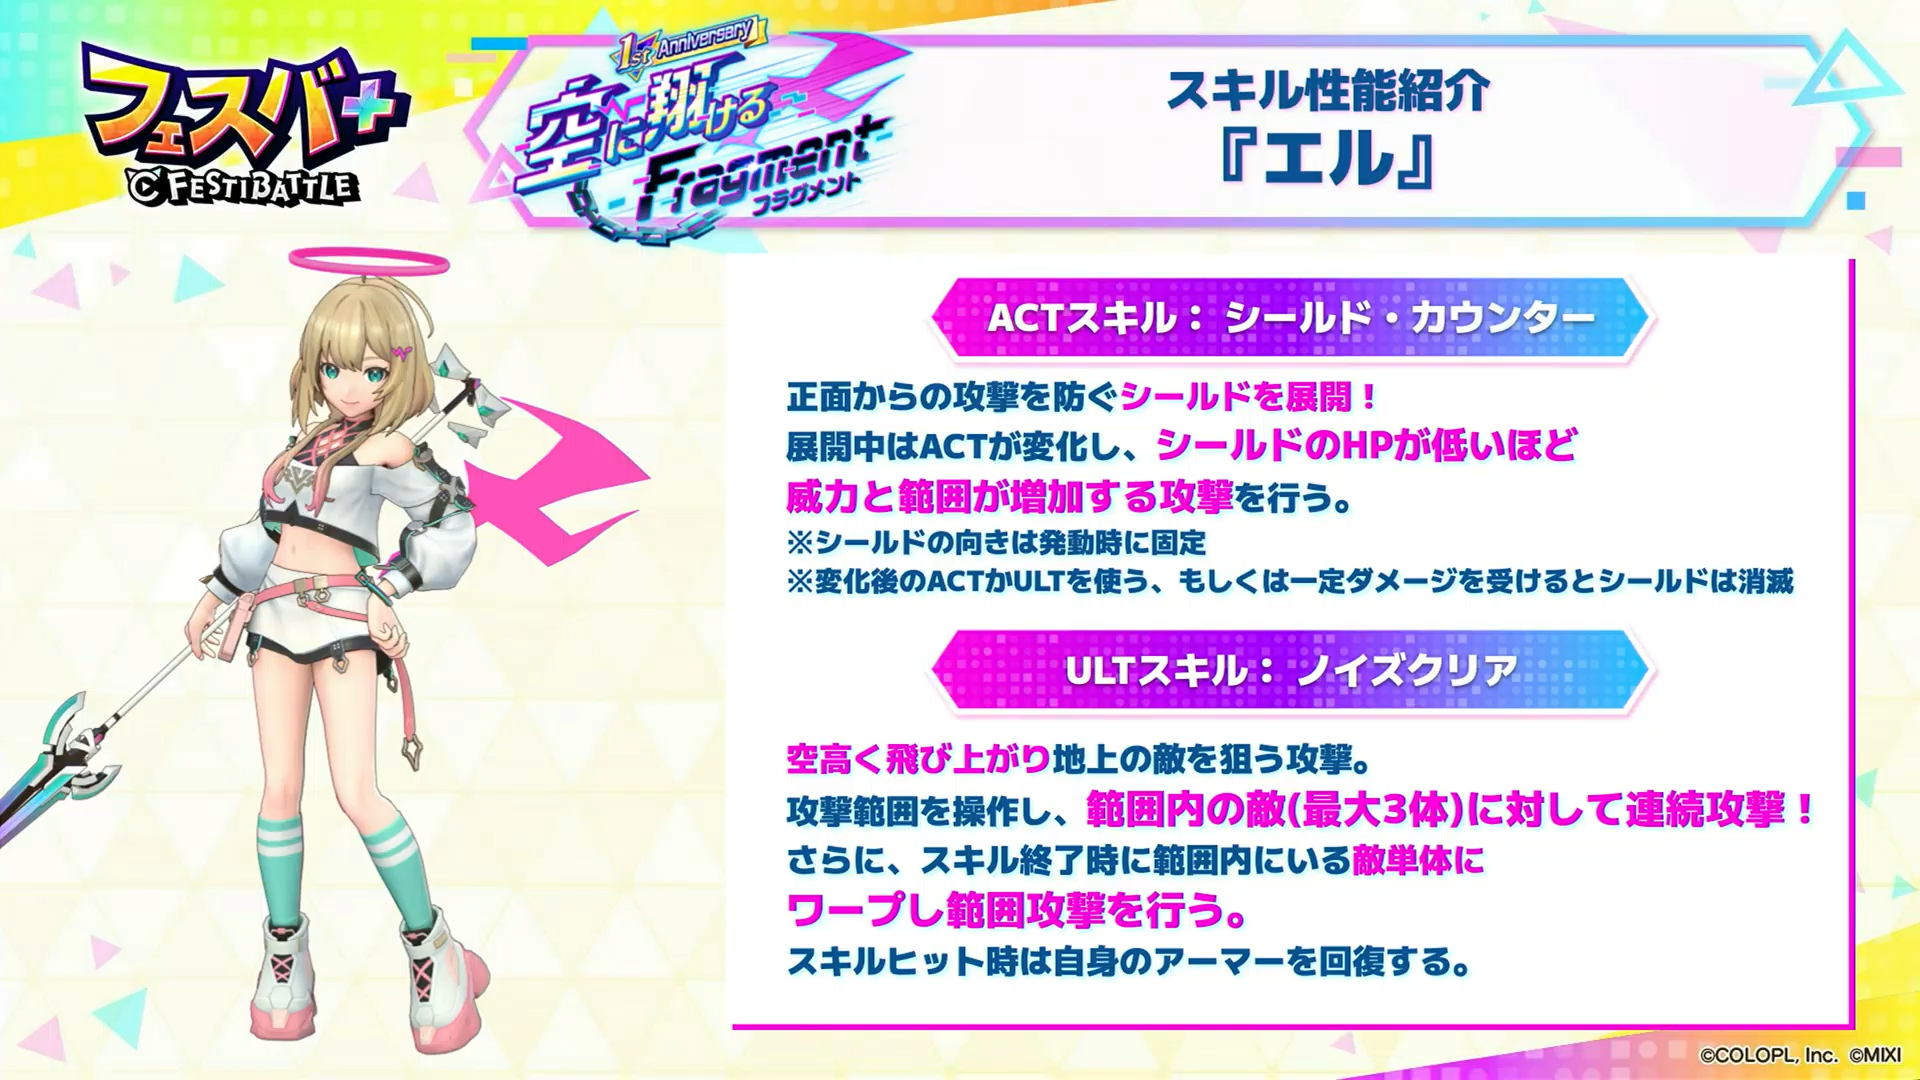 フェスバ+
FESTIBATTLE
1st Anniversary
空に翔ける
Fragment
フラグメント
スキル性能紹介
『エル』
ACTスキル：シールド・カウンター
正面からの攻撃を防ぐシールドを展開！
展開中はACTが変化し、シールドのHPが低いほど
威力と範囲が増加する攻撃を行う。
※シールドの向きは発動時に固定
※変化後のACTかULTを使う、もしくは一定ダメージを受けるとシールドは消滅
ULTスキル：ノイズクリア
空高く飛び上がり地上の敵を狙う攻撃。
攻撃範囲を操作し、範囲内の敵(最大3体)に対して連続攻撃！
さらに、スキル終了時に範囲内にいる敵単体に
ワープし範囲攻撃を行う。
スキルヒット時は自身のアーマーを回復する。
©COLOPL, Inc. ©MIXI